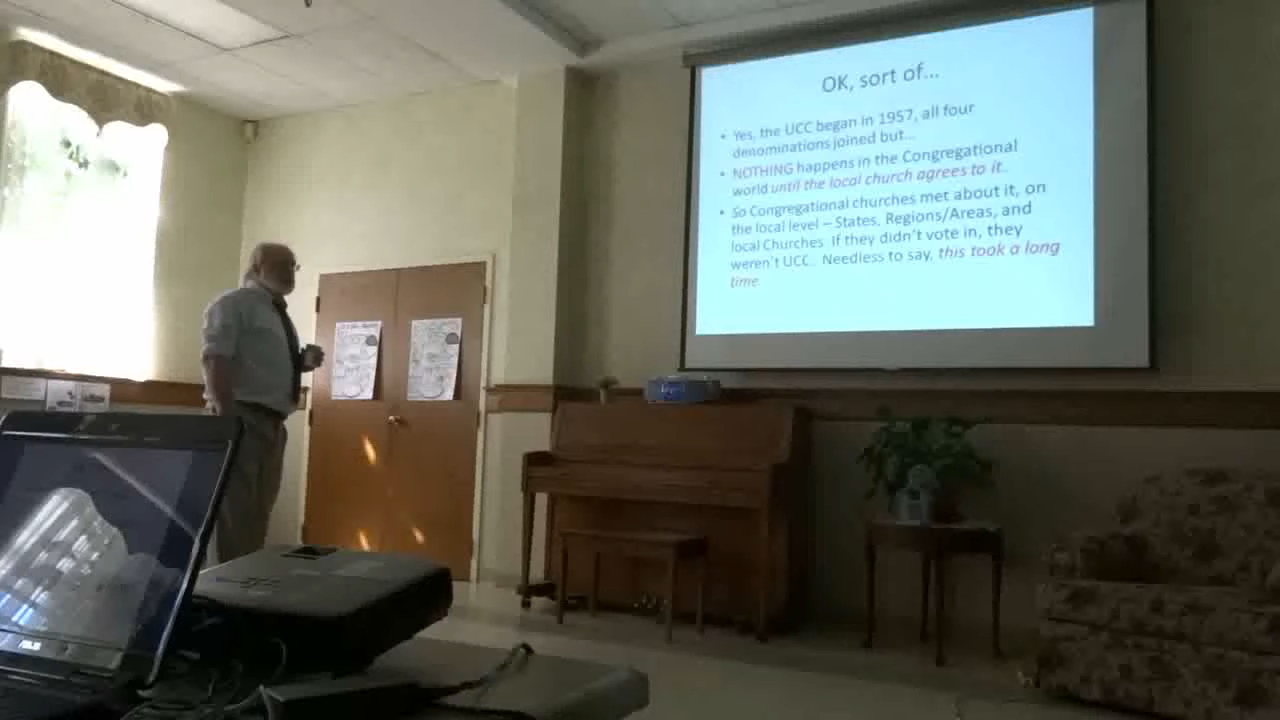 OK, sort of...
• Yes, the UCC began in 1957, all four
denominations joined but...
• NOTHING happens in the Congregational
world until the local church agrees to it.
• So Congregational churches met about it, on
the local level – States, Regions/Areas, and
local Churches. If they didn't vote in, they
weren't UCC. Needless to say, this took a long
time.